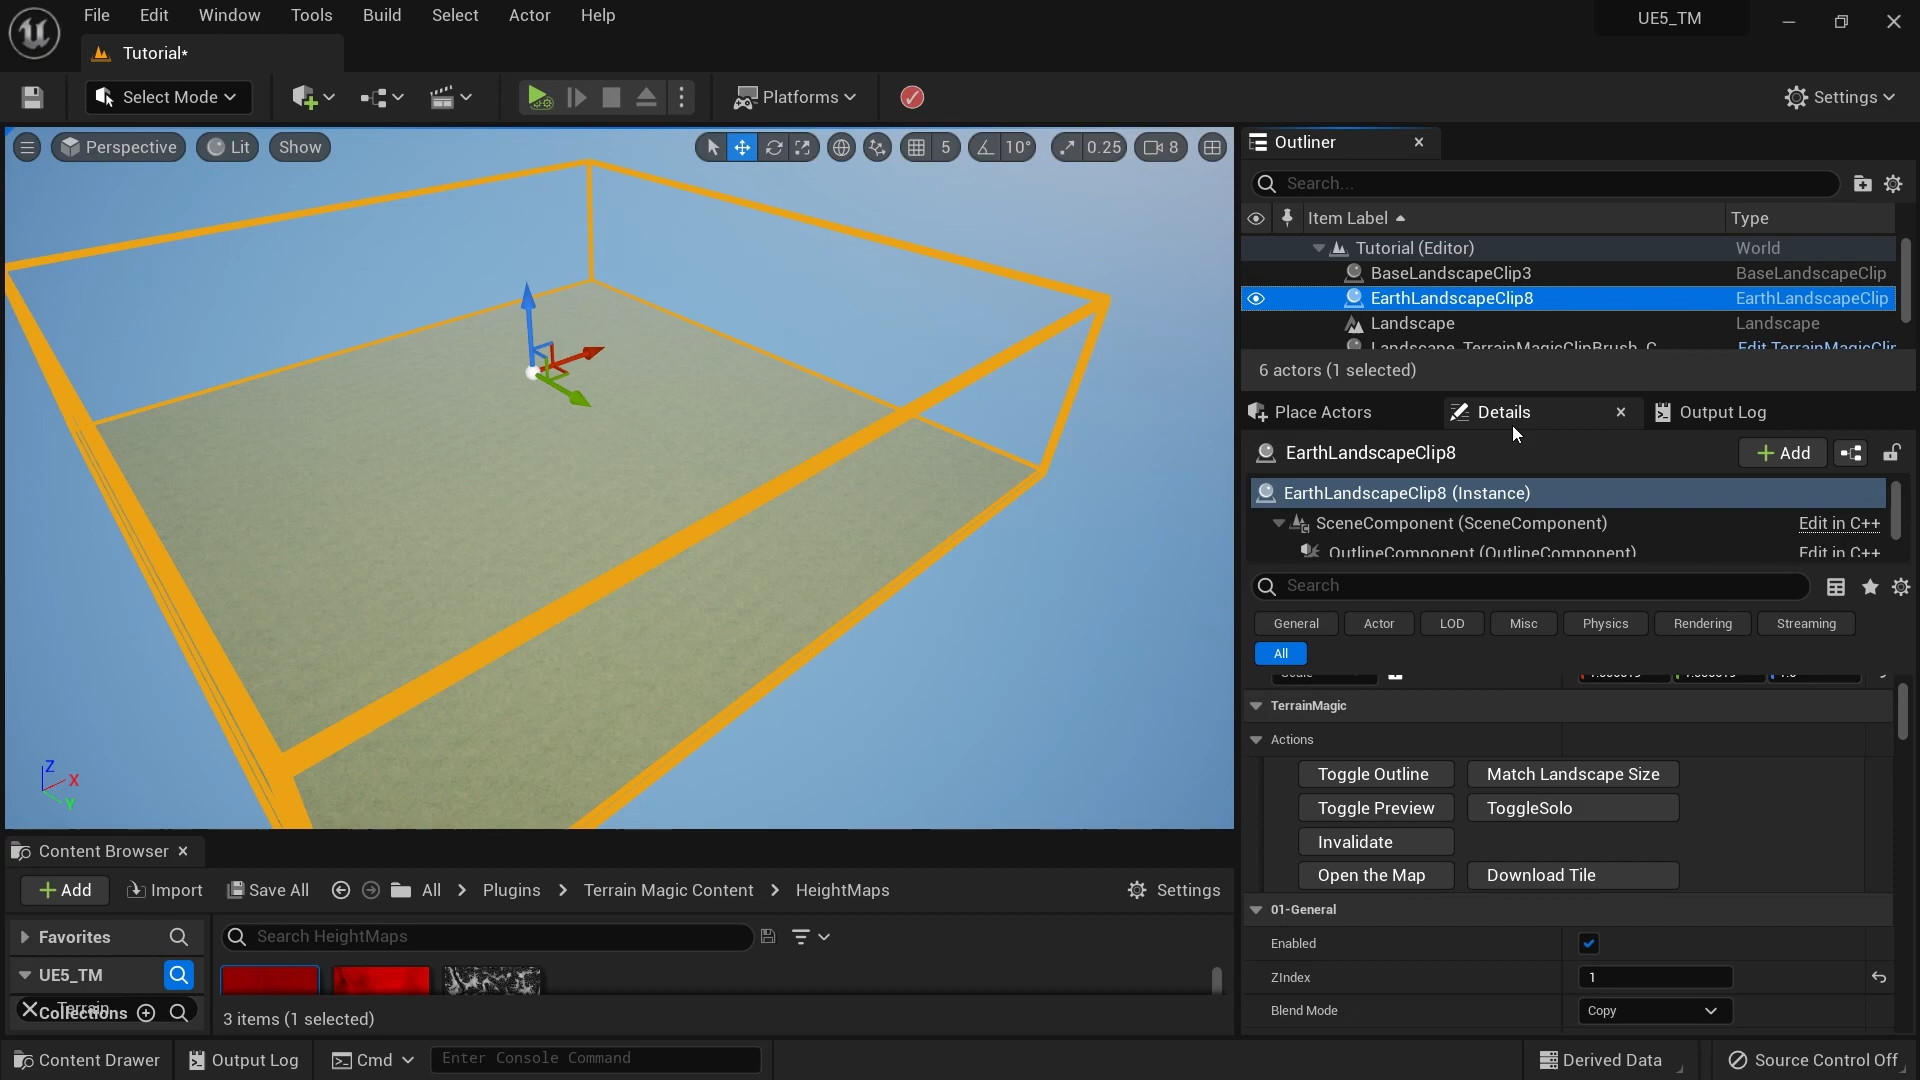 File Edit Window Tools Build Select Actor Help
UE5_TM
Tutorial*
Select Mode
Platforms
Settings
Perspective Lit Show
5 10° 0.25 8
Outliner
Search...
Item Label Type
Tutorial (Editor) World
BaseLandscapeClip3 BaseLandscapeClip
EarthLandscapeClip8 EarthLandscapeClip
Landscape Landscape
Landscape_TerrainMagicClipBrush_C Edit TerrainMagicClip
6 actors (1 selected)
Place Actors Details Output Log
EarthLandscapeClip8 Add
EarthLandscapeClip8 (Instance)
SceneComponent (SceneComponent) Edit in C++
OutlineComponent (OutlineComponent) Edit in C++
Search
General Actor LOD Misc Physics Rendering Streaming
All
TerrainMagic
Actions
Toggle Outline Match Landscape Size
Toggle Preview ToggleSolo
Invalidate
Open the Map Download Tile
01-General
Enabled
ZIndex 1
Blend Mode Copy
Z X
Y
Content Browser
Add Import Save All All Plugins Terrain Magic Content HeightMaps Settings
Favorites Search HeightMaps
UE5_TM
Terrain
Collections
3 items (1 selected)
Content Drawer Output Log Cmd Enter Console Command Derived Data Source Control Off